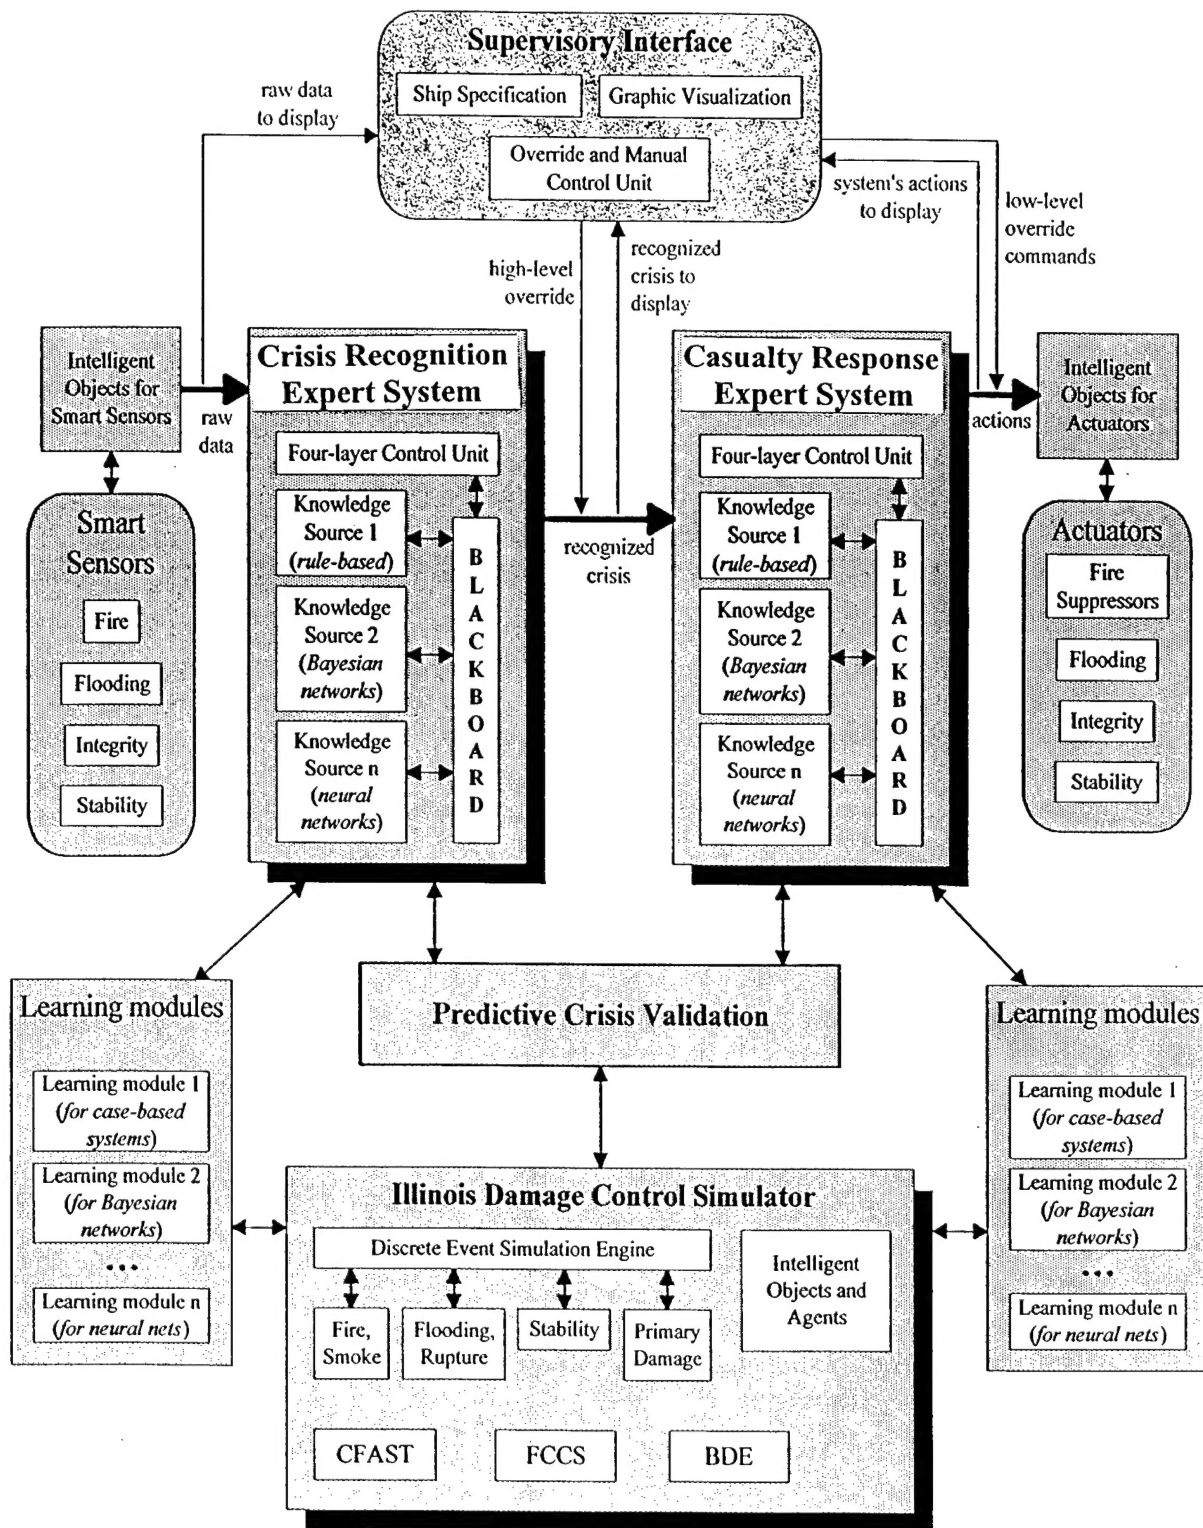 Supervisory Interface
Ship Specification
Graphic Visualization
Override and Manual
Control Unit
raw data
to display
system's actions
to display
low-level
override
commands
high-level
override
recognized
crisis to
display
Intelligent
Objects for
Smart Sensors
raw
data
Crisis Recognition
Expert System
Four-layer Control Unit
Knowledge
Source 1
(rule-based)
Knowledge
Source 2
(Bayesian
networks)
Knowledge
Source n
(neural
networks)
B
L
A
C
K
B
O
A
R
D
recognized
crisis
Casualty Response
Expert System
Four-layer Control Unit
Knowledge
Source 1
(rule-based)
Knowledge
Source 2
(Bayesian
networks)
Knowledge
Source n
(neural
networks)
B
L
A
C
K
B
O
A
R
D
actions
Intelligent
Objects for
Actuators
Smart
Sensors
Fire
Flooding
Integrity
Stability
Actuators
Fire
Suppressors
Flooding
Integrity
Stability
Learning modules
Learning module 1
(for case-based
systems)
Learning module 2
(for Bayesian
networks)
...
Learning module n
(for neural nets)
Predictive Crisis Validation
Learning modules
Learning module 1
(for case-based
systems)
Learning module 2
(for Bayesian
networks)
...
Learning module n
(for neural nets)
Illinois Damage Control Simulator
Discrete Event Simulation Engine
Intelligent
Objects and
Agents
Fire,
Smoke
Flooding,
Rupture
Stability
Primary
Damage
CFAST
FCCS
BDE